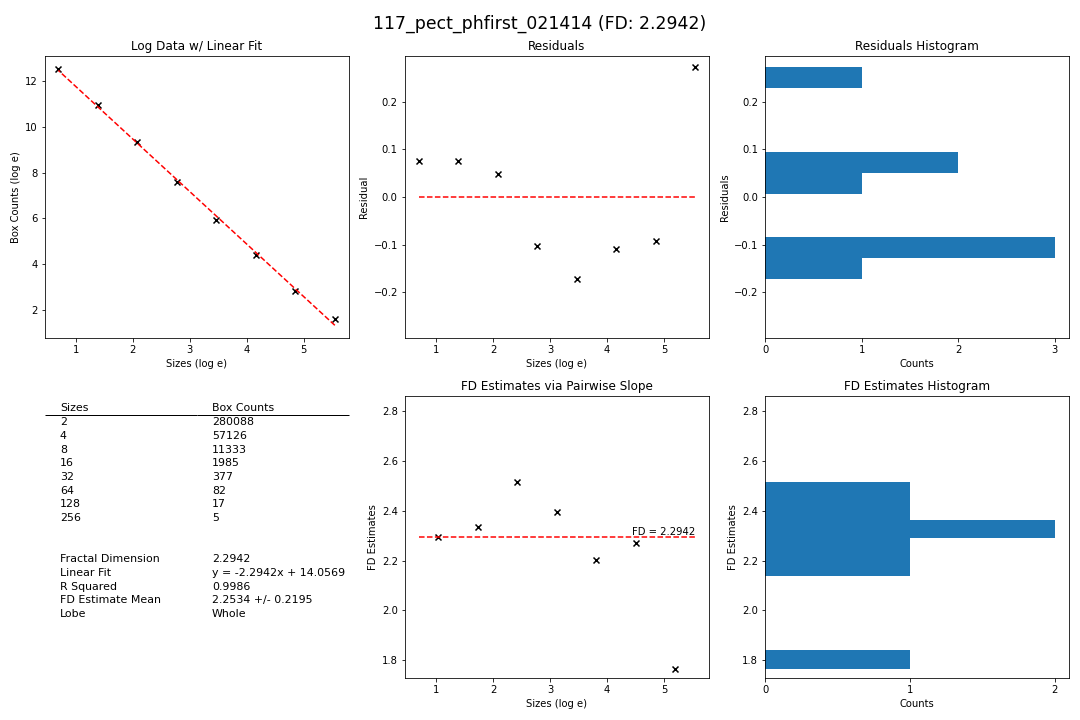 117_pect_phfirst_021414 (FD: 2.2942)
Log Data w/ Linear Fit
Box Counts (log e)
12
10
8
6
4
2
1 2 3 4 5
Sizes (log e)
Residuals
Residual
0.2
0.1
0.0
−0.1
−0.2
1 2 3 4 5
Sizes (log e)
Residuals Histogram
Residuals
0.2
0.1
0.0
−0.1
−0.2
0 1 2 3
Counts
Sizes Box Counts
2 280088
4 57126
8 11333
16 1985
32 377
64 82
128 17
256 5
Fractal Dimension 2.2942
Linear Fit y = -2.2942x + 14.0569
R Squared 0.9986
FD Estimate Mean 2.2534 +/- 0.2195
Lobe Whole
FD Estimates via Pairwise Slope
FD Estimates
2.8
2.6
2.4
2.2
2.0
1.8
FD = 2.2942
1 2 3 4 5
Sizes (log e)
FD Estimates Histogram
FD Estimates
2.8
2.6
2.4
2.2
2.0
1.8
0 1 2
Counts